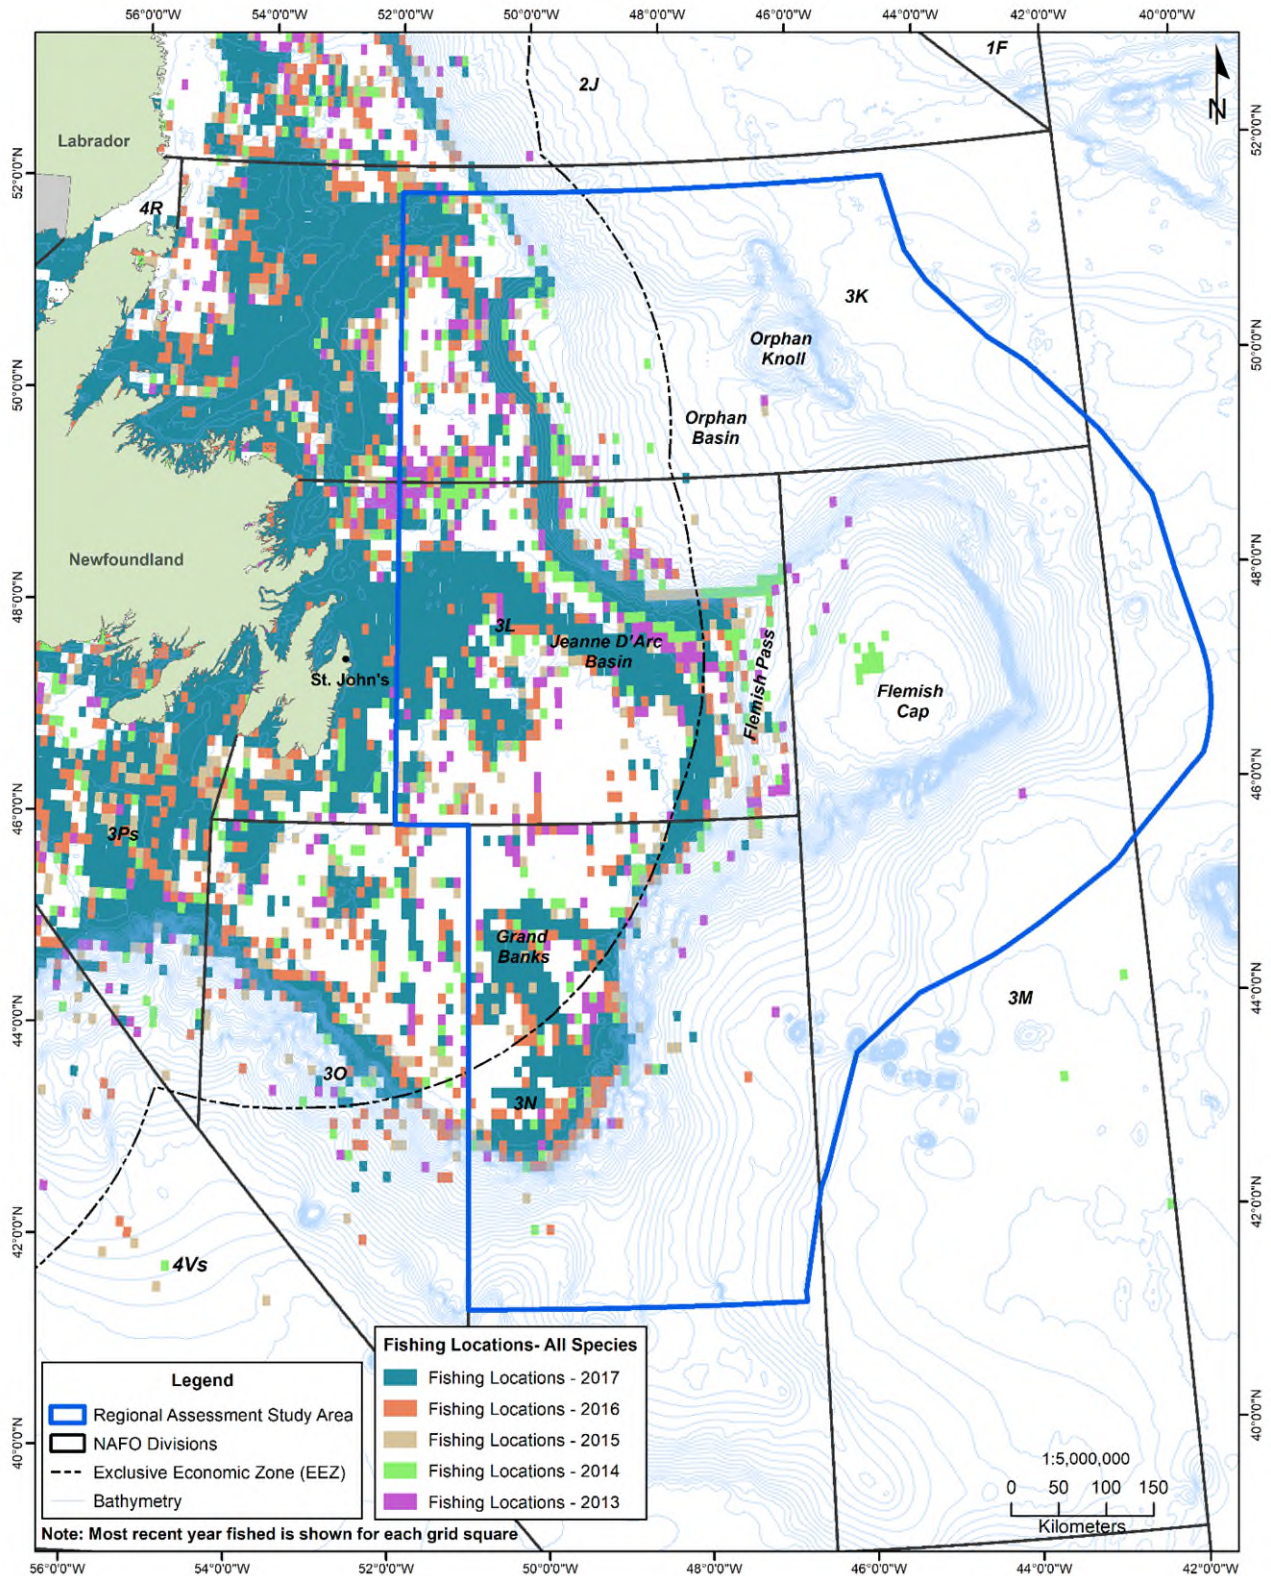 56°0'0"W 54°0'0"W 52°0'0"W 50°0'0"W 48°0'0"W 46°0'0"W 44°0'0"W 42°0'0"W 40°0'0"W
1F
2J
N
Labrador
52°0'0"N
52°0'0"N
4R
3K
Orphan
Knoll
50°0'0"N
50°0'0"N
Orphan
Basin
Newfoundland
48°0'0"N
48°0'0"N
3L
Jeanne D'Arc
Basin
Flemish Pass
St. John's
Flemish
Cap
46°0'0"N
46°0'0"N
3Ps
Grand
Banks
44°0'0"N
44°0'0"N
3M
3O
3N
42°0'0"N
42°0'0"N
4Vs
Legend
Regional Assessment Study Area
NAFO Divisions
Exclusive Economic Zone (EEZ)
Bathymetry
Note: Most recent year fished is shown for each grid square
Fishing Locations- All Species
Fishing Locations - 2017
Fishing Locations - 2016
Fishing Locations - 2015
Fishing Locations - 2014
Fishing Locations - 2013
40°0'0"N
40°0'0"N
1:5,000,000
0 50 100 150
Kilometers
56°0'0"W 54°0'0"W 52°0'0"W 50°0'0"W 48°0'0"W 46°0'0"W 44°0'0"W 42°0'0"W